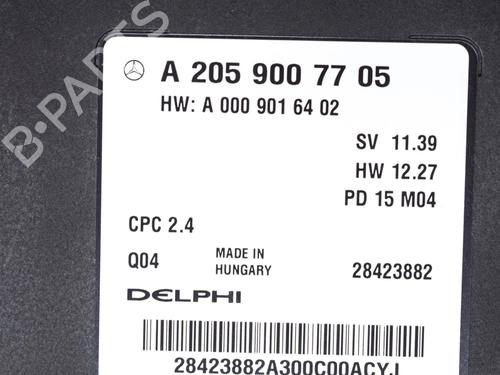 A 205 900 77 05
HW: A 000 901 64 02
SV 11.39
HW 12.27
PD 15 M04
CPC 2.4
Q04
MADE IN
HUNGARY
28423882
DELPHI
28423882A300C00ACYJ
B-PARTS